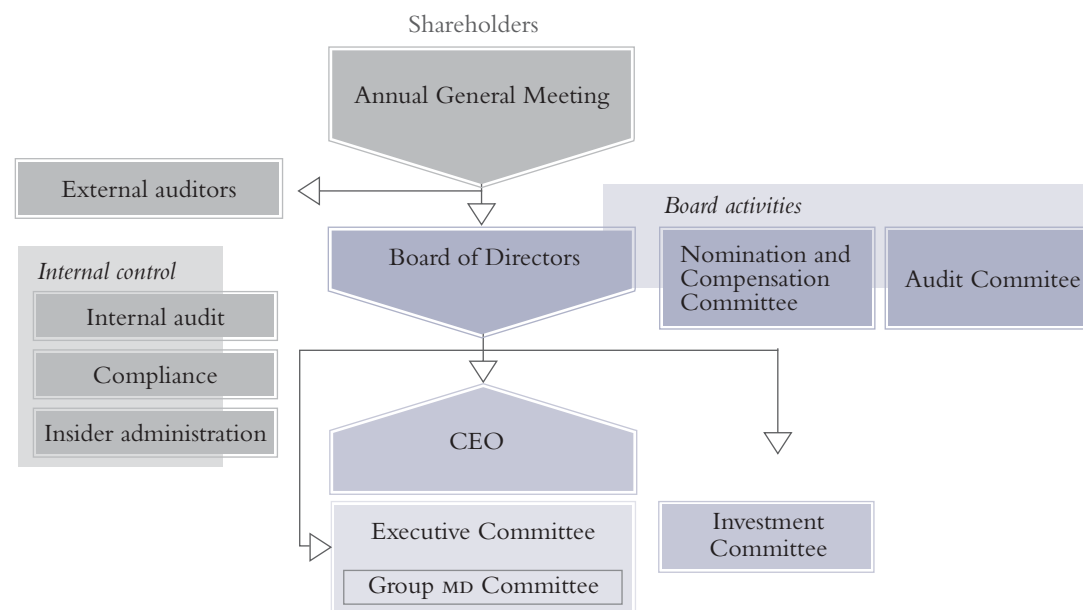 Shareholders
Annual General Meeting
External auditors
Board activities
Board of Directors
Nomination and
Compensation
Committee
Audit Commitee
Internal control
Internal audit
Compliance
Insider administration
CEO
Executive Committee
Group MD Committee
Investment
Committee